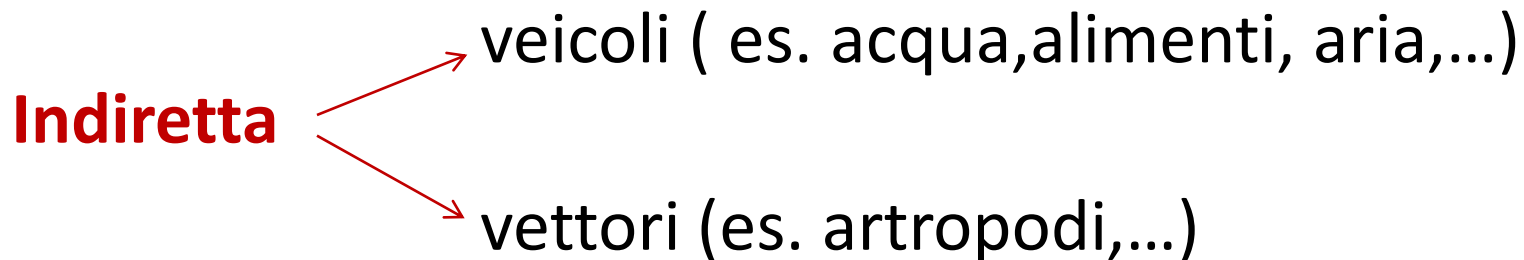 veicoli ( es. acqua,alimenti, aria,...)
Indiretta
vettori (es. artropodi,...)